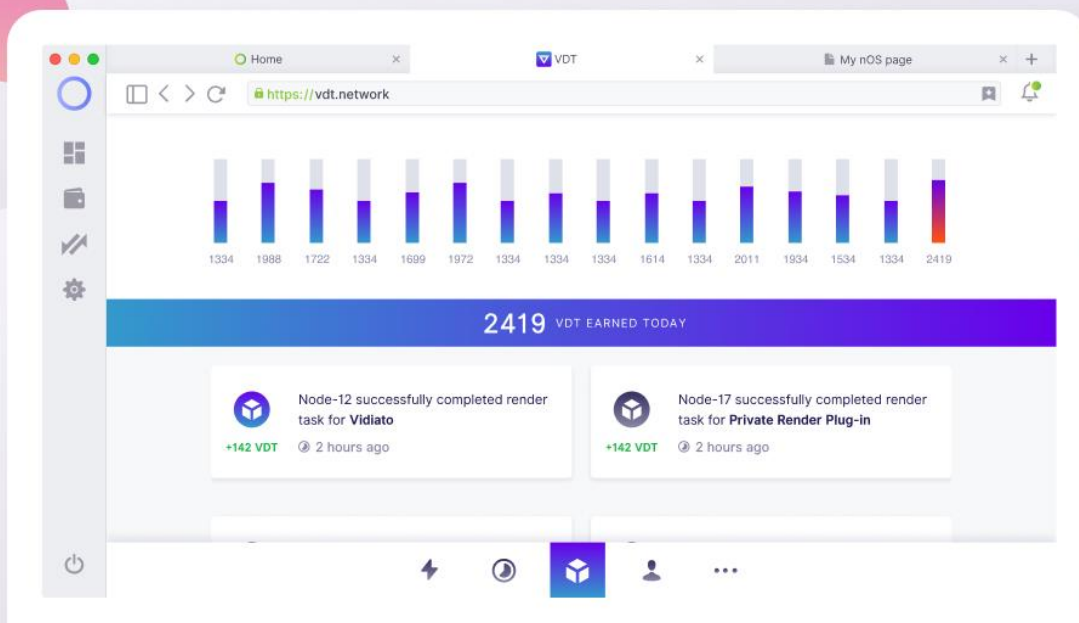 Home
VDT
My nOS page
https://vdt.network
1334 1988 1722 1334 1699 1972 1334 1334 1334 1614 1334 2011 1934 1534 1334 2419
2419 VDT EARNED TODAY
Node-12 successfully completed render
task for Vidiato
+142 VDT 2 hours ago
Node-17 successfully completed render
task for Private Render Plug-in
+142 VDT 2 hours ago